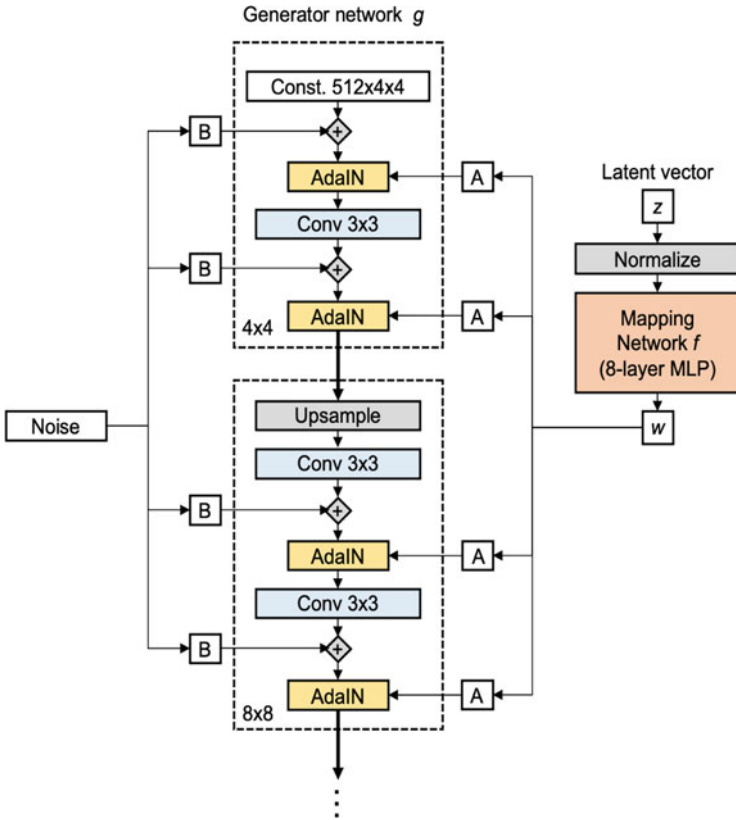 Generator network g
Const. 512x4x4
B
+
AdaIN
A
Conv 3x3
B
+
AdaIN
A
4x4
Latent vector
z
Normalize
Mapping
Network f
(8-layer MLP)
w
Noise
Upsample
Conv 3x3
B
+
AdaIN
A
Conv 3x3
B
+
AdaIN
A
8x8